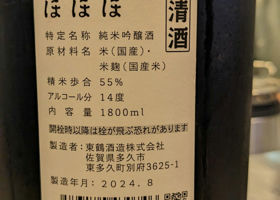 ほほほ
清酒
特定名称 純米吟醸酒
原材料名 米(国産)・
米麹(国産米)
精米歩合 55%
アルコール分 14度
内容量 1800ml
開栓時以降は栓が飛ぶ恐れがあります
製造者:東鶴酒造株式会社
佐賀県多久市
東多久町別府3625-1
製造年月:2024.8